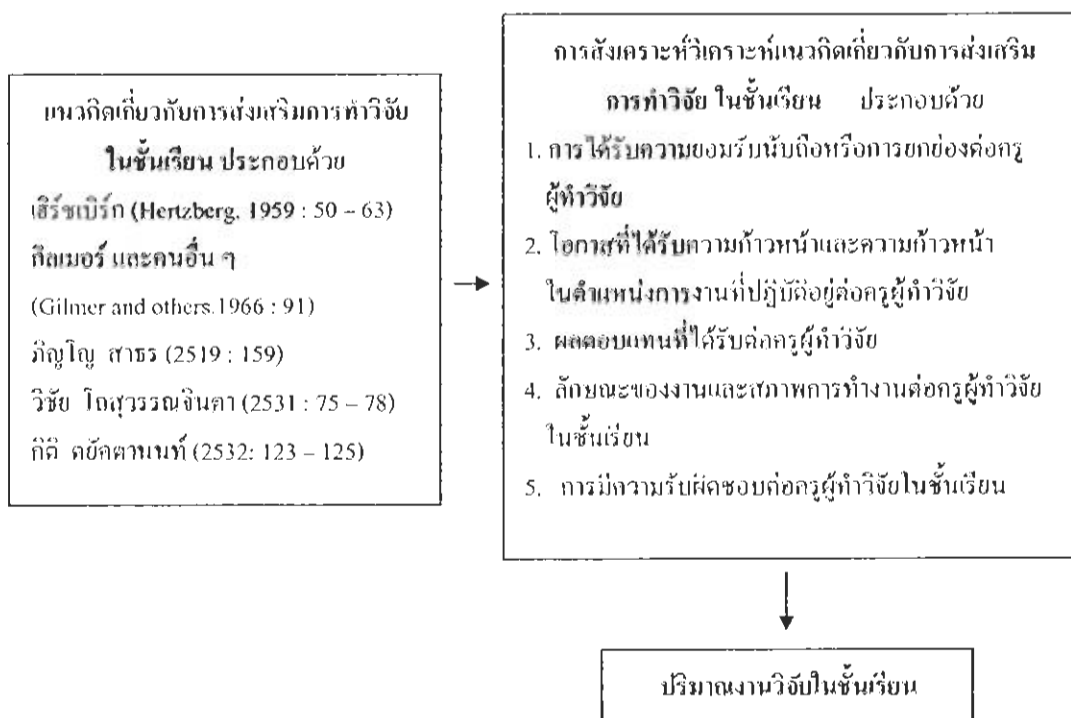 แนวคิดเกี่ยวกับการส่งเสริมการทำวิจัย
ในชั้นเรียน ประกอบด้วย
เฮิร์ซเบิร์ก (Hertzberg. 1959 : 50 – 63)
กิลเมอร์ และคนอื่น ๆ
(Gilmer and others.1966 : 91)
ภิญโญ สาธร (2519 : 159)
วิชัย โถสุวรรณจินดา (2531 : 75 – 78)
กิติ ตยัคคานนท์ (2532: 123 – 125)
การสังเคราะห์วิเคราะห์แนวคิดเกี่ยวกับการส่งเสริม
การทำวิจัย ในชั้นเรียน ประกอบด้วย
1. การได้รับความยอมรับนับถือหรือการยกย่องต่อครู
ผู้ทำวิจัย
2. โอกาสที่ได้รับความก้าวหน้าและความก้าวหน้า
ในตำแหน่งการงานที่ปฏิบัติอยู่ต่อครูผู้ทำวิจัย
3. ผลตอบแทนที่ได้รับต่อครูผู้ทำวิจัย
4. ลักษณะของงานและสภาพการทำงานต่อครูผู้ทำวิจัย
ในชั้นเรียน
5. การมีความรับผิดชอบต่อครูผู้ทำวิจัยในชั้นเรียน
ปริมาณงานวิจัยในชั้นเรียน